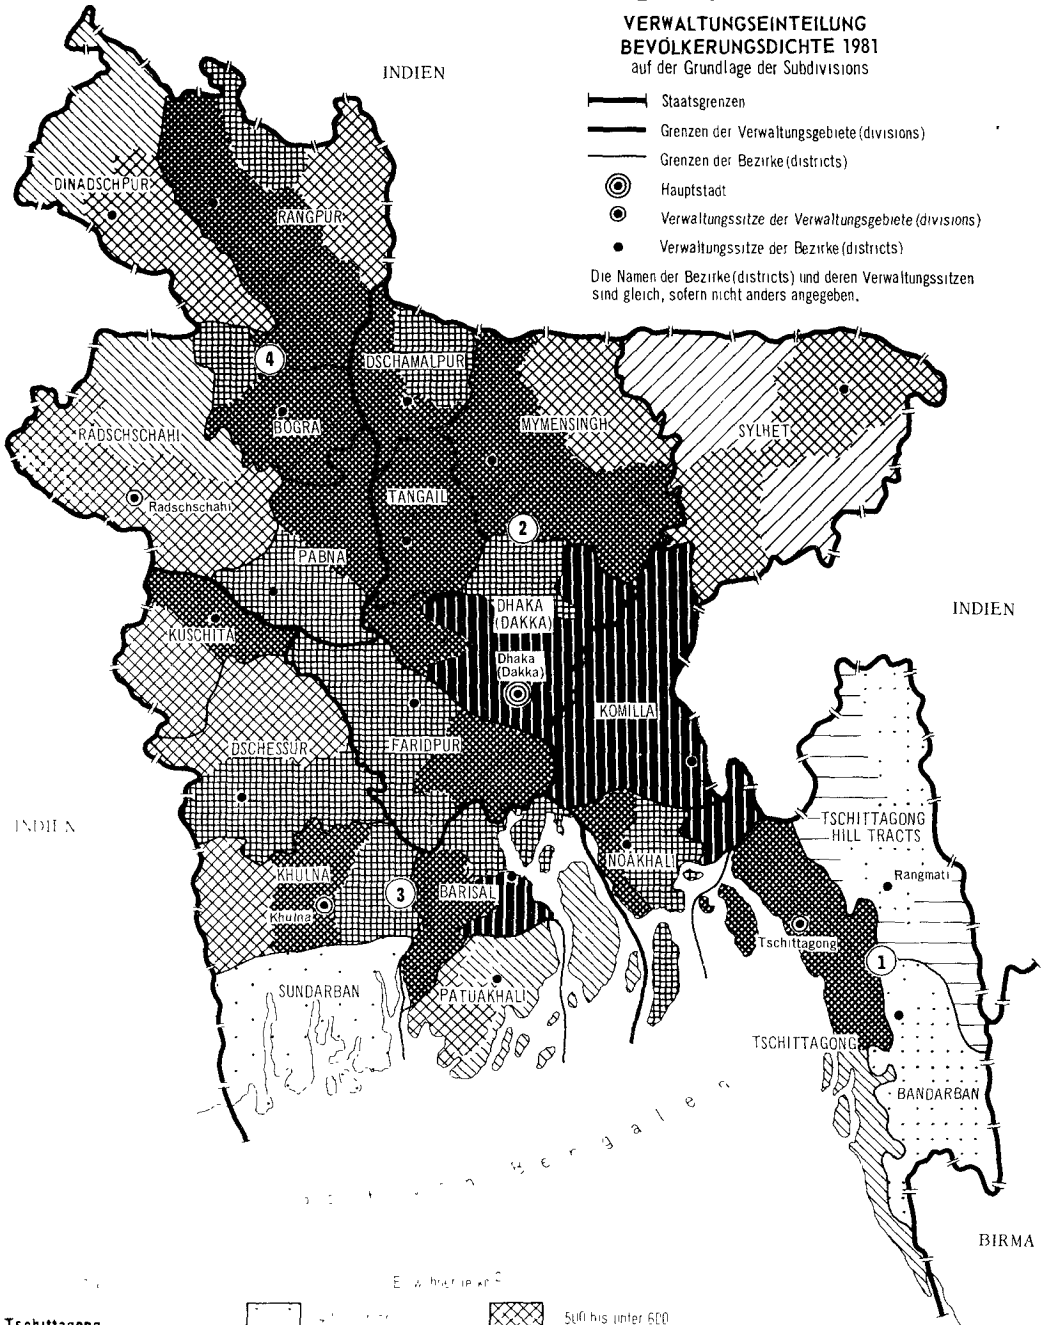 VERWALTUNGSEINTEILUNG
BEVÖLKERUNGSDICHTE 1981
auf der Grundlage der Subdivisions
Staatsgrenzen
Grenzen der Verwaltungsgebiete (divisions)
Grenzen der Bezirke (districts)
Hauptstadt
Verwaltungssitze der Verwaltungsgebiete (divisions)
Verwaltungssitze der Bezirke (districts)
Die Namen der Bezirke (districts) und deren Verwaltungssitzen
sind gleich, sofern nicht anders angegeben.
INDIEN
DINADSCHPUR
RANGPUR
4
DSCHAMALPUR
BOGRA
RADSCHSCHAHI
MYMENSINGH
SYLHET
Radschschahi
TANGAIL
2
PABNA
DHAKA
(DAKKA)
INDIEN
KUSCHITA
Dhaka
(Dakka)
KOMILLA
DSCHESSUR
FARIDPUR
INDIEN
TSCHITTAGONG
HILL TRACTS
NOAKHALI
KHULNA
3
BARISAL
Rangmati
Khulna
Tschittagong
1
SUNDARBAN
PATUAKHALI
TSCHITTAGONG
BANDARBAN
Bengalen
BIRMA
Tschittagong
500 bis unter 600